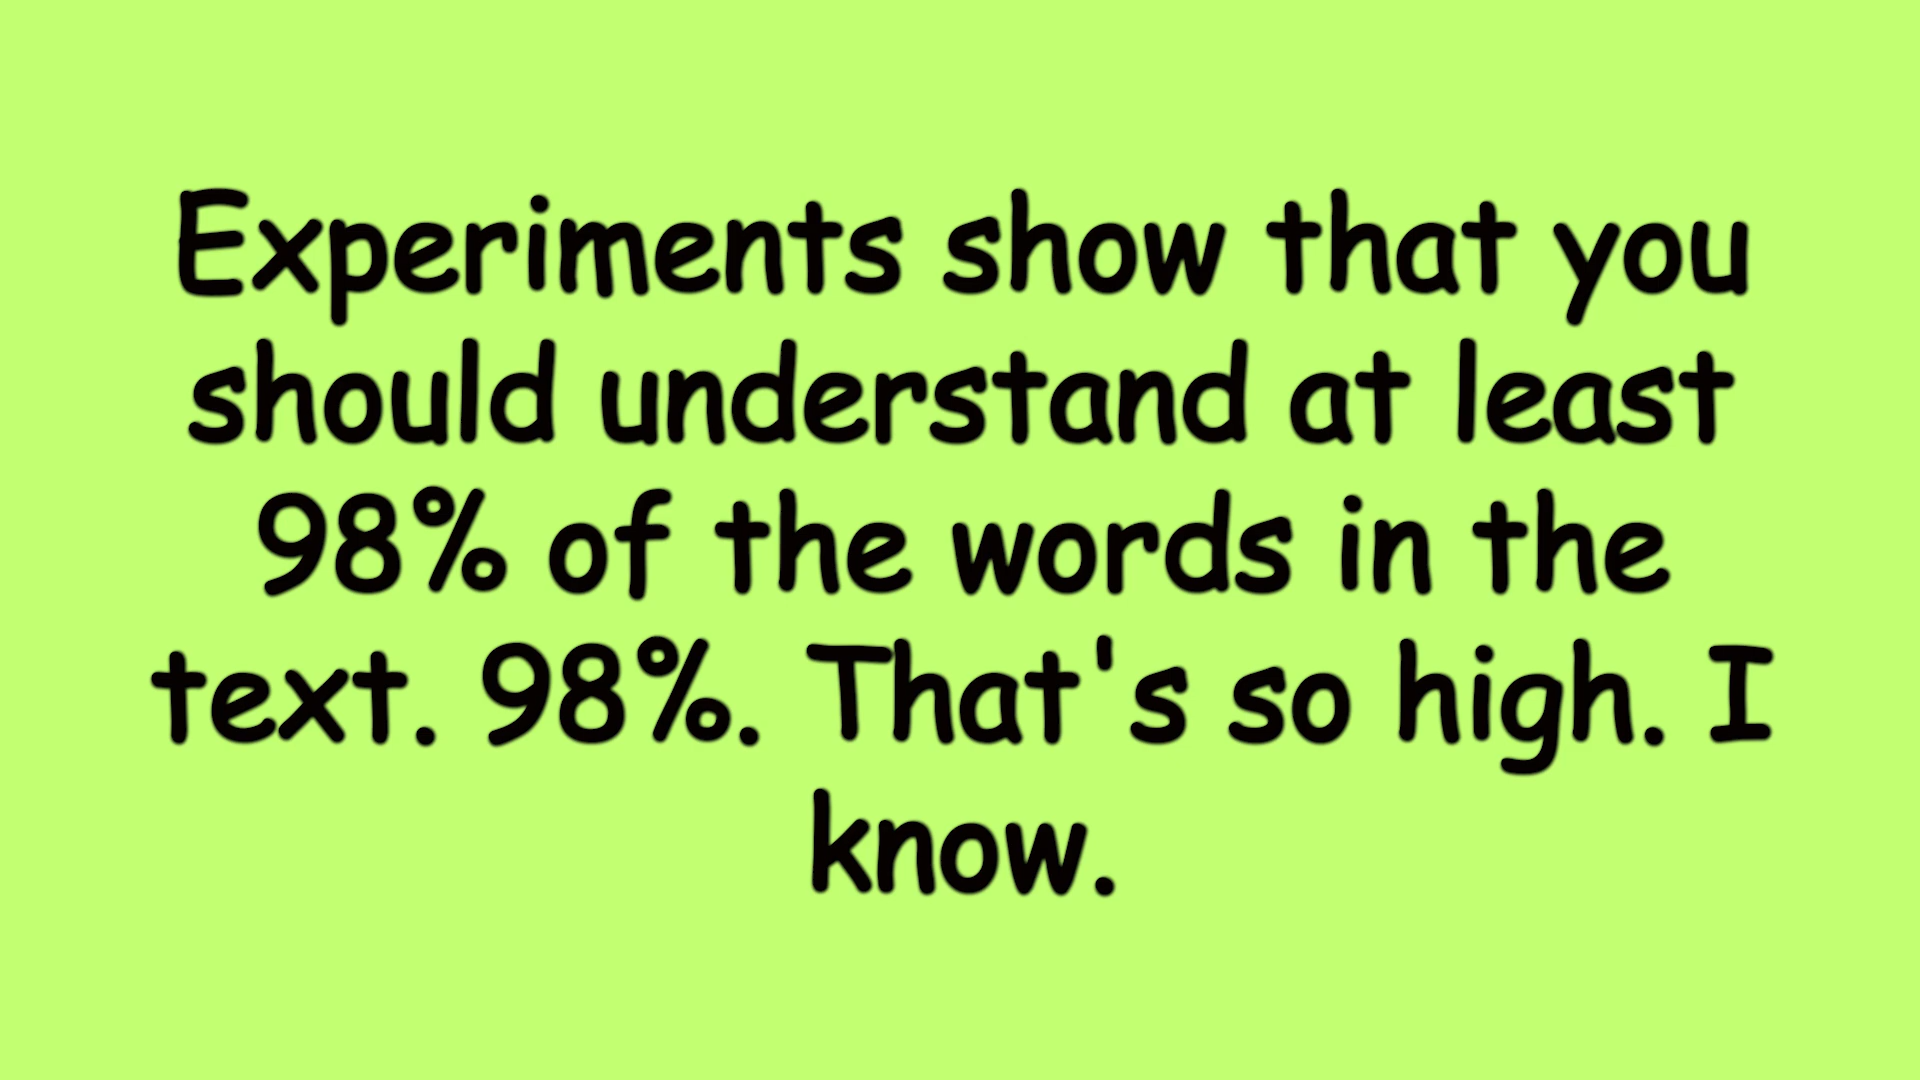 Experiments show that you
should understand at least
98% of the words in the
text. 98%. That's so high. I
know.